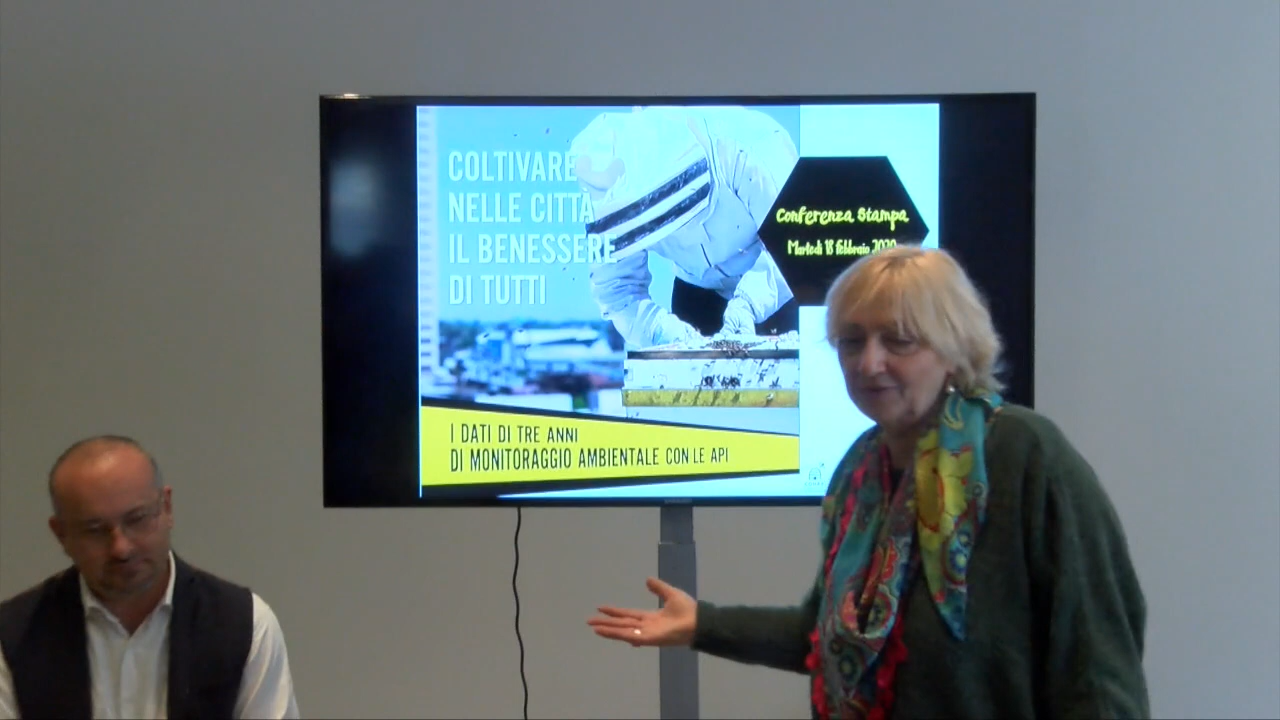 COLTIVARE
NELLE CITTÀ
IL BENESSERE
DI TUTTI
Conferenza Stampa
Martedì 18 febbraio 2020
I DATI DI TRE ANNI
DI MONITORAGGIO AMBIENTALE CON LE API